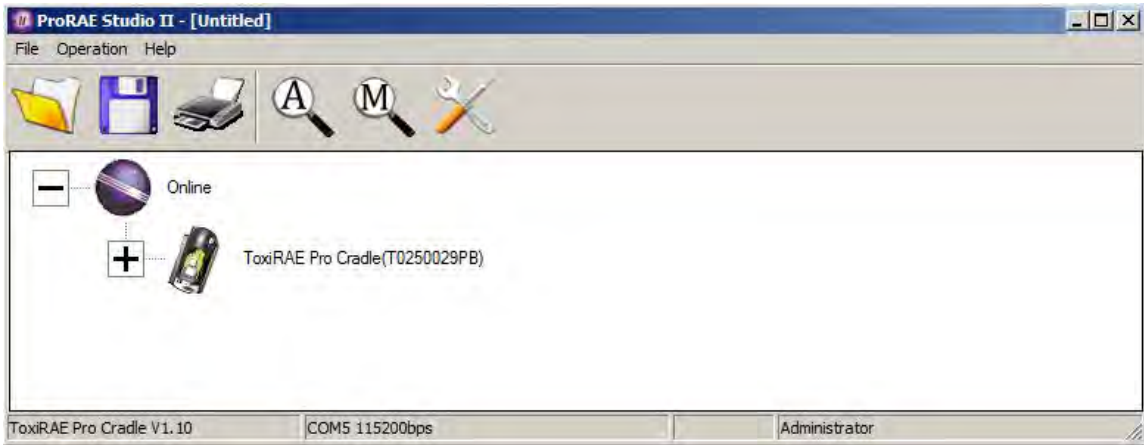 ProRAE Studio II - [Untitled]
File Operation Help
A M
Online
ToxiRAE Pro Cradle(T0250029PB)
ToxiRAE Pro Cradle V1.10 COM5 115200bps Administrator